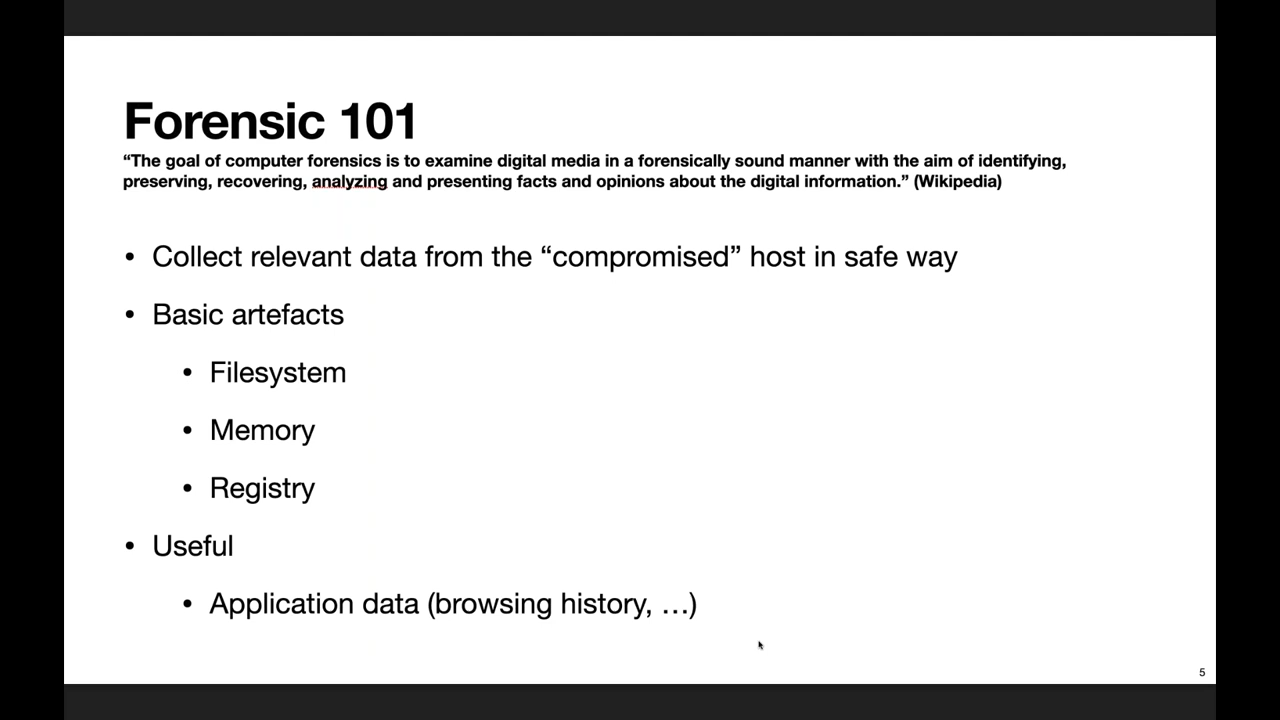 Forensic 101
“The goal of computer forensics is to examine digital media in a forensically sound manner with the aim of identifying,
preserving, recovering, analyzing and presenting facts and opinions about the digital information.” (Wikipedia)
• Collect relevant data from the “compromised” host in safe way
• Basic artefacts
• Filesystem
• Memory
• Registry
• Useful
• Application data (browsing history, …)
5